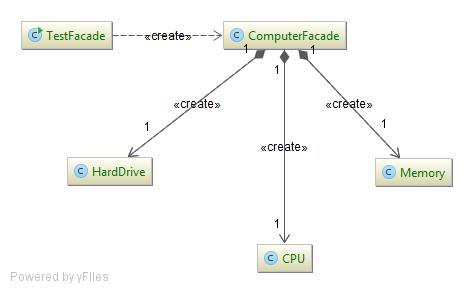 C TestFacade
«create»
C ComputerFacade
1
1
1
«create»
«create»
«create»
1
1
1
C HardDrive
C Memory
C CPU
Powered by yFiles